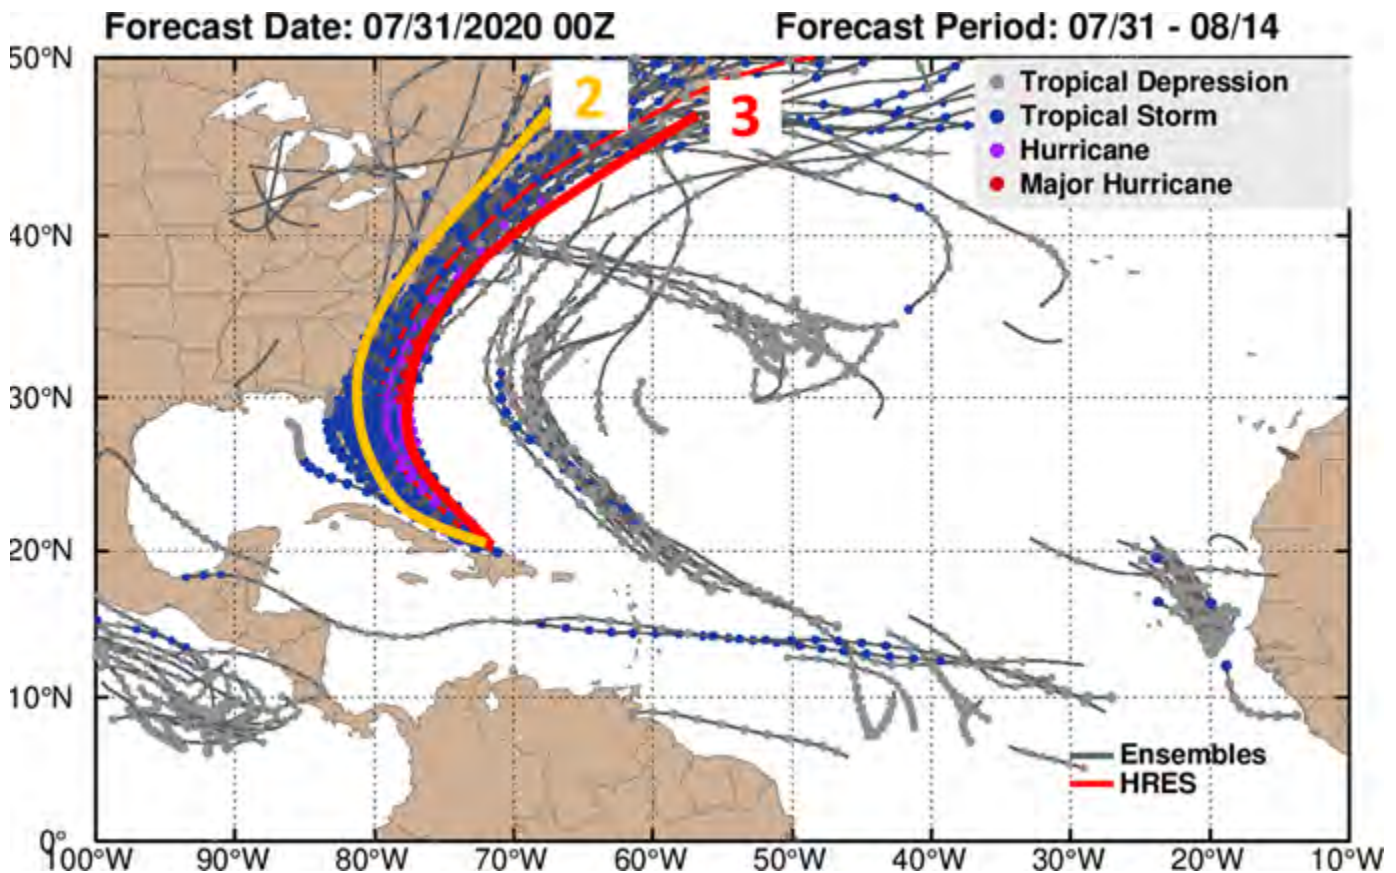 Forecast Date: 07/31/2020 00Z Forecast Period: 07/31 - 08/14
50°N
40°N
30°N
20°N
10°N
0°
2
3
Tropical Depression
Tropical Storm
Hurricane
Major Hurricane
Ensembles
HRES
100°W 90°W 80°W 70°W 60°W 50°W 40°W 30°W 20°W 10°W